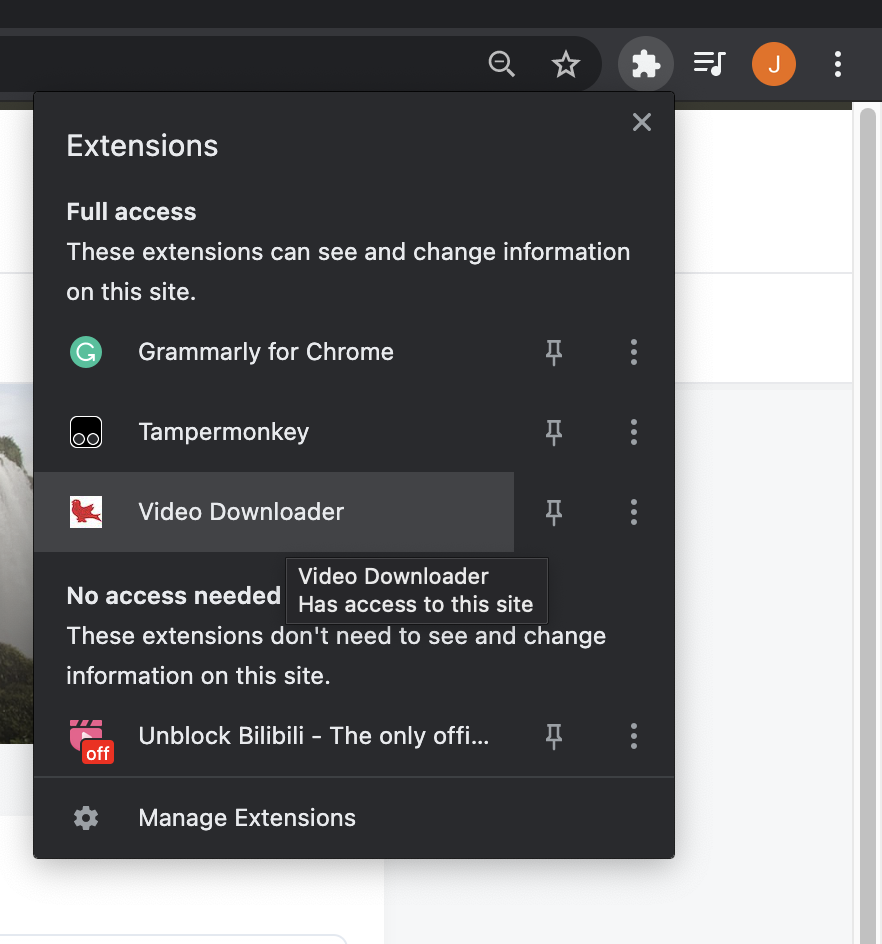 J
Extensions
Full access
These extensions can see and change information
on this site.
Grammarly for Chrome
Tampermonkey
Video Downloader
Video Downloader
Has access to this site
No access needed
These extensions don't need to see and change
information on this site.
off
Unblock Bilibili - The only offi...
Manage Extensions